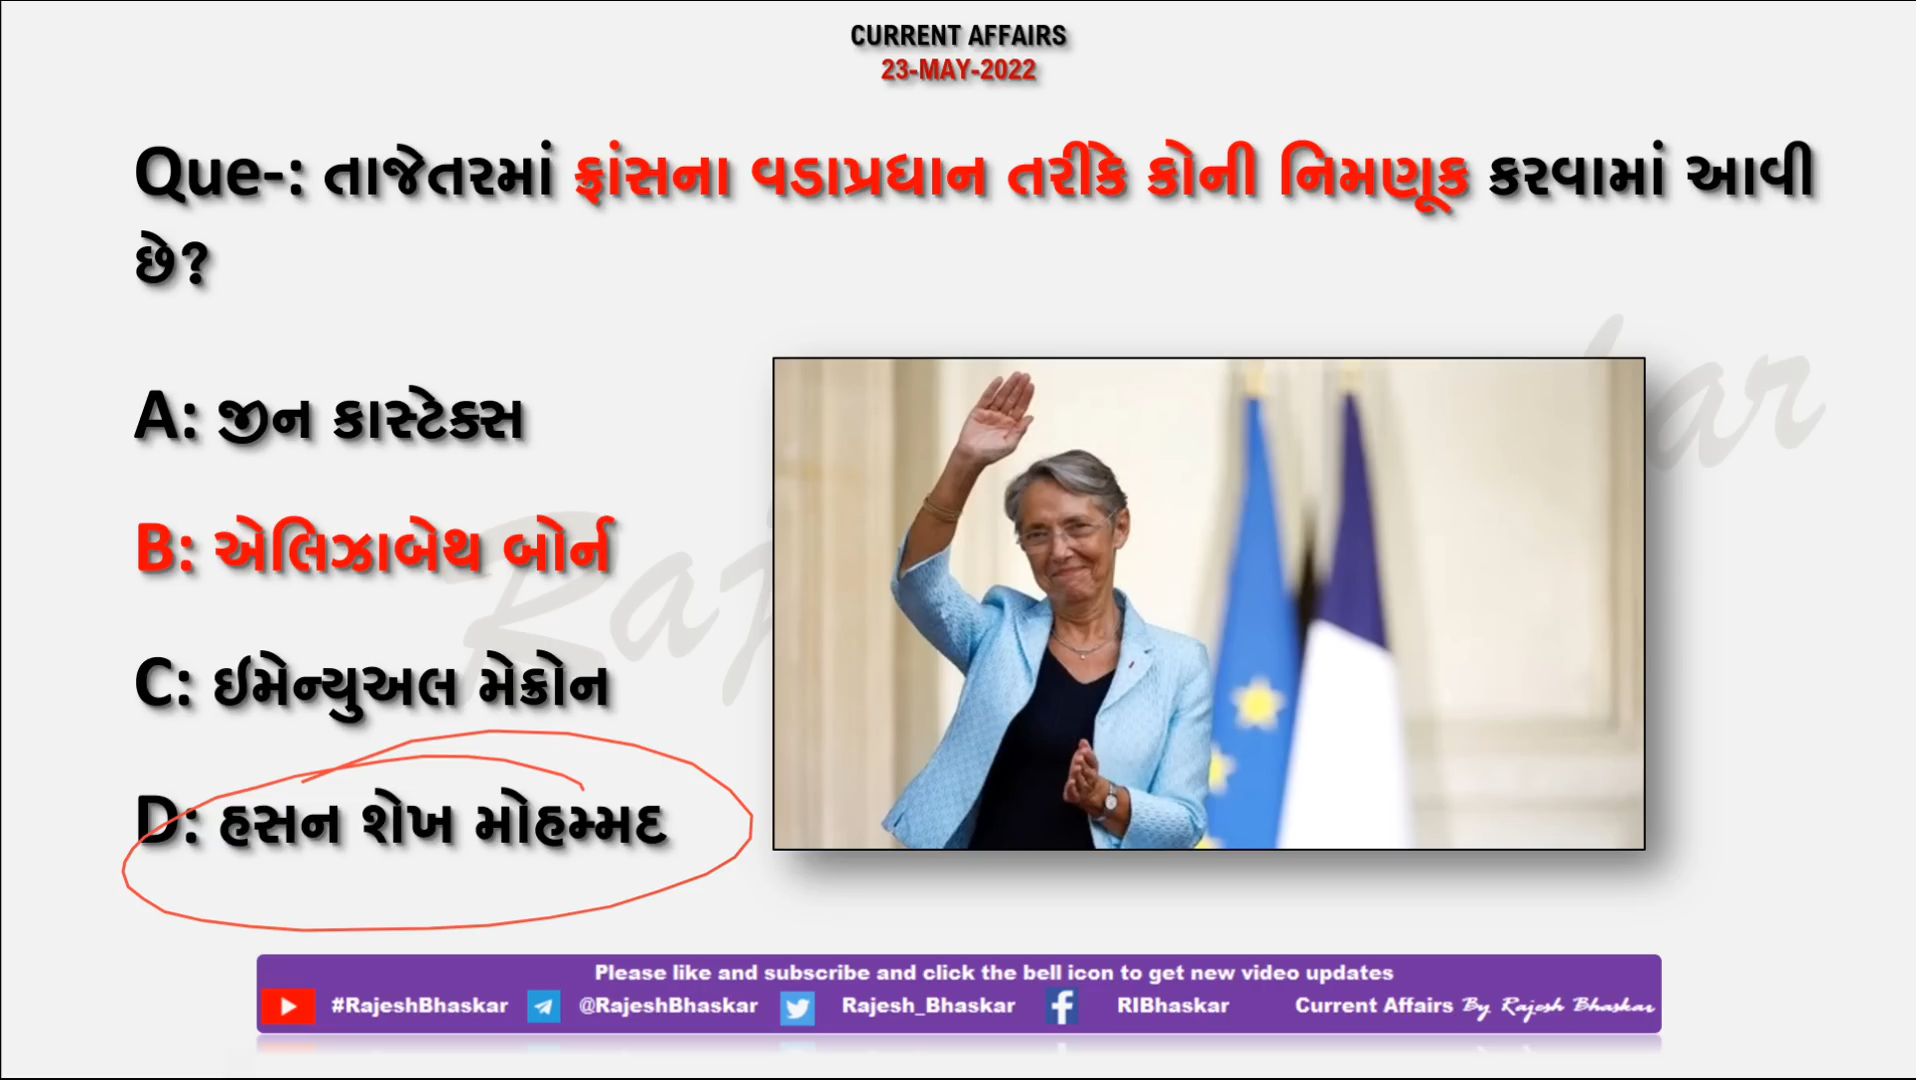 CURRENT AFFAIRS
23-MAY-2022
Que-: તાજેતરમાં ફ્રાંસના વડાપ્રધાન તરીકે કોની નિમણૂક કરવામાં આવી
છે?
A: જીન કાસ્ટેક્સ
B: એલિઝાબેથ બોર્ન
C: ઈમેન્યુઅલ મેક્રોન
D: હસન શેખ મોહમ્મદ
Please like and subscribe and click the bell icon to get new video updates
#RajeshBhaskar @RajeshBhaskar Rajesh_Bhaskar RIBhaskar Current Affairs By Rajesh Bhaskar